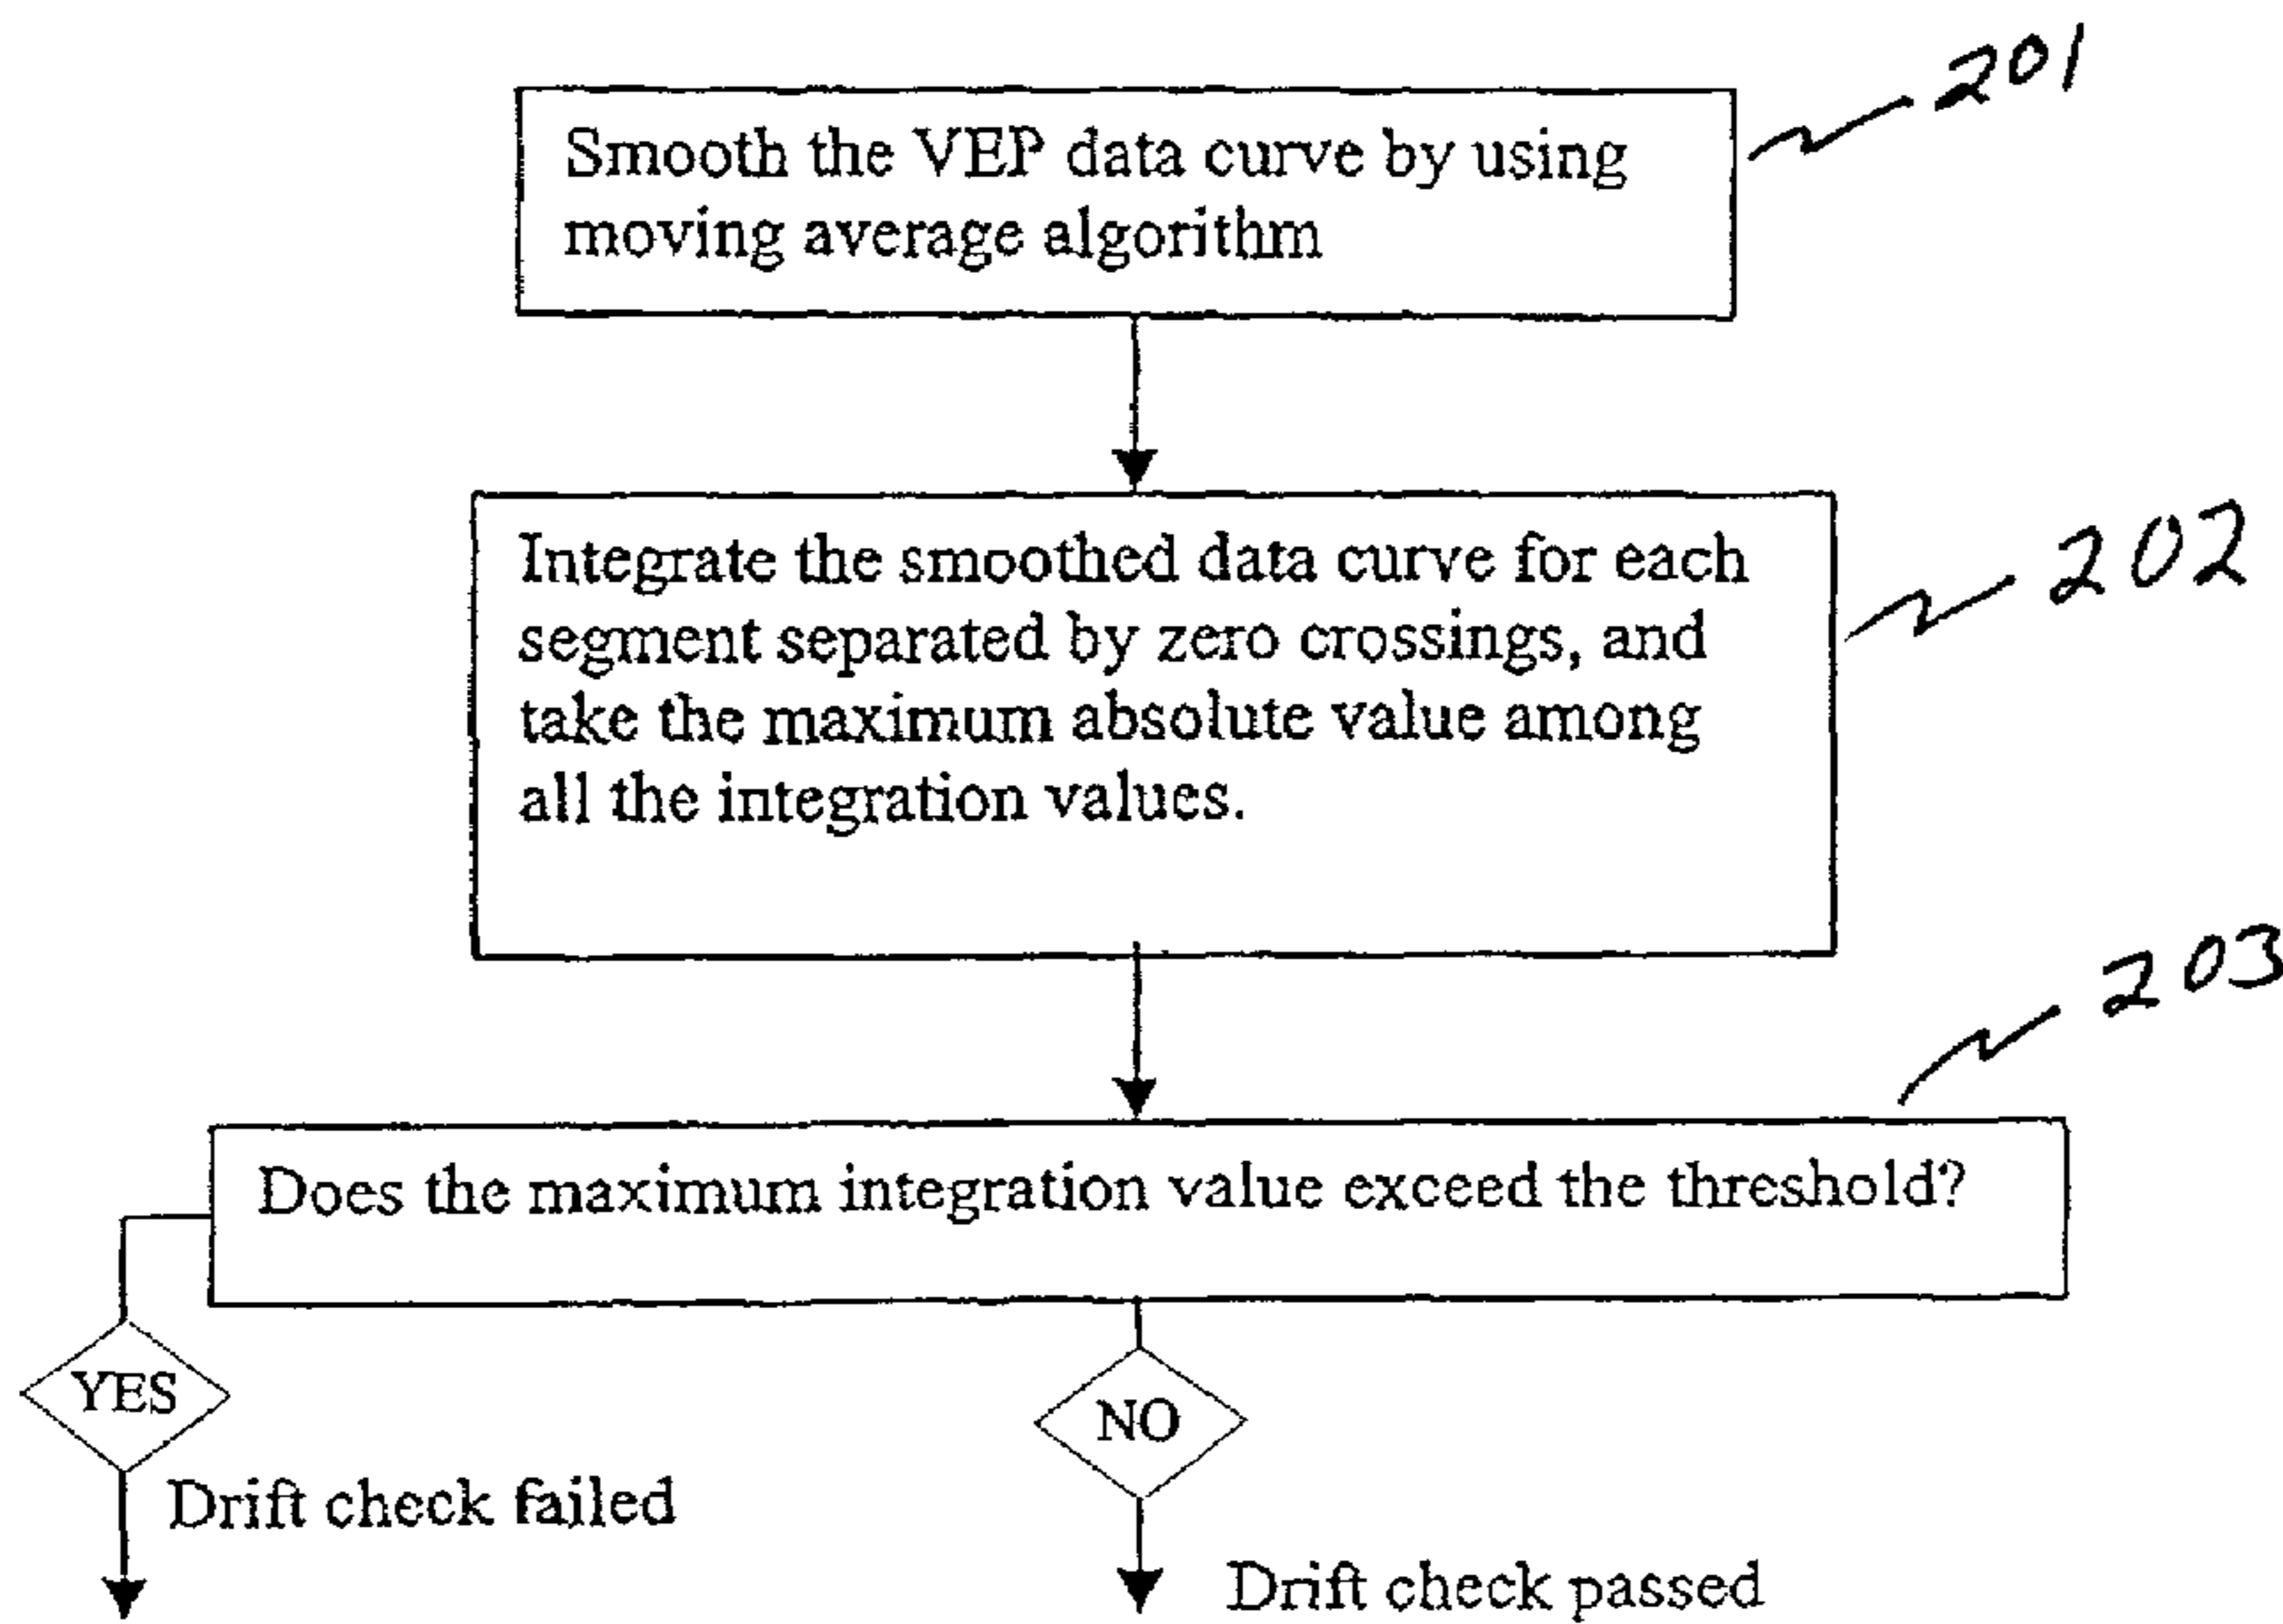 201
Smooth the VEP data curve by using
moving average algorithm
202
Integrate the smoothed data curve for each
segment separated by zero crossings, and
take the maximum absolute value among
all the integration values.
203
Does the maximum integration value exceed the threshold?
YES
NO
Drift check failed
Drift check passed